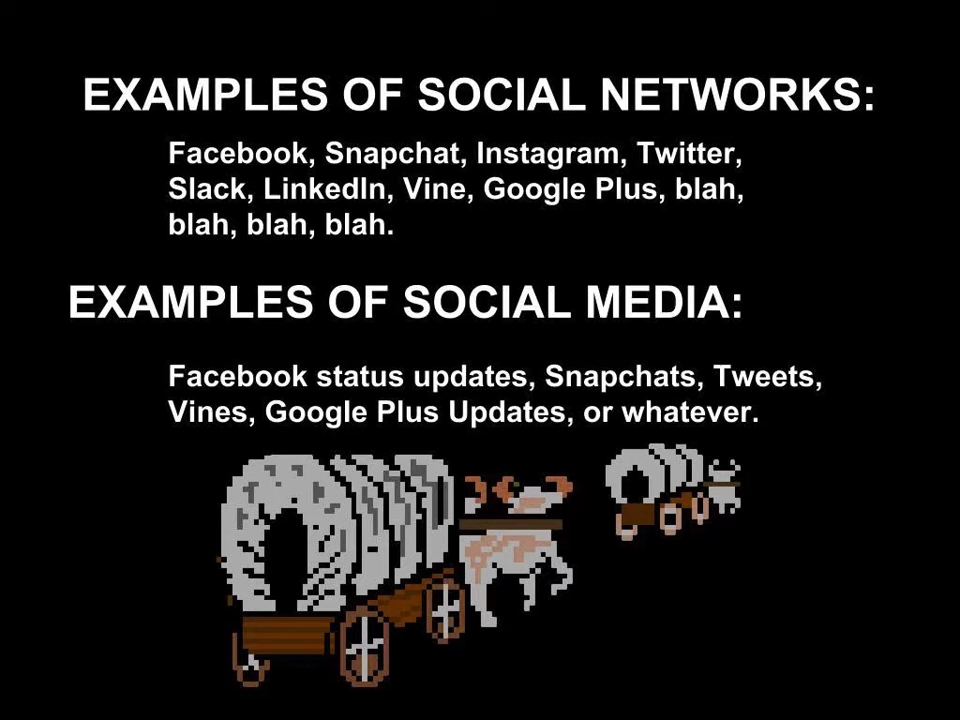 EXAMPLES OF SOCIAL NETWORKS:
Facebook, Snapchat, Instagram, Twitter,
Slack, LinkedIn, Vine, Google Plus, blah,
blah, blah, blah.
EXAMPLES OF SOCIAL MEDIA:
Facebook status updates, Snapchats, Tweets,
Vines, Google Plus Updates, or whatever.